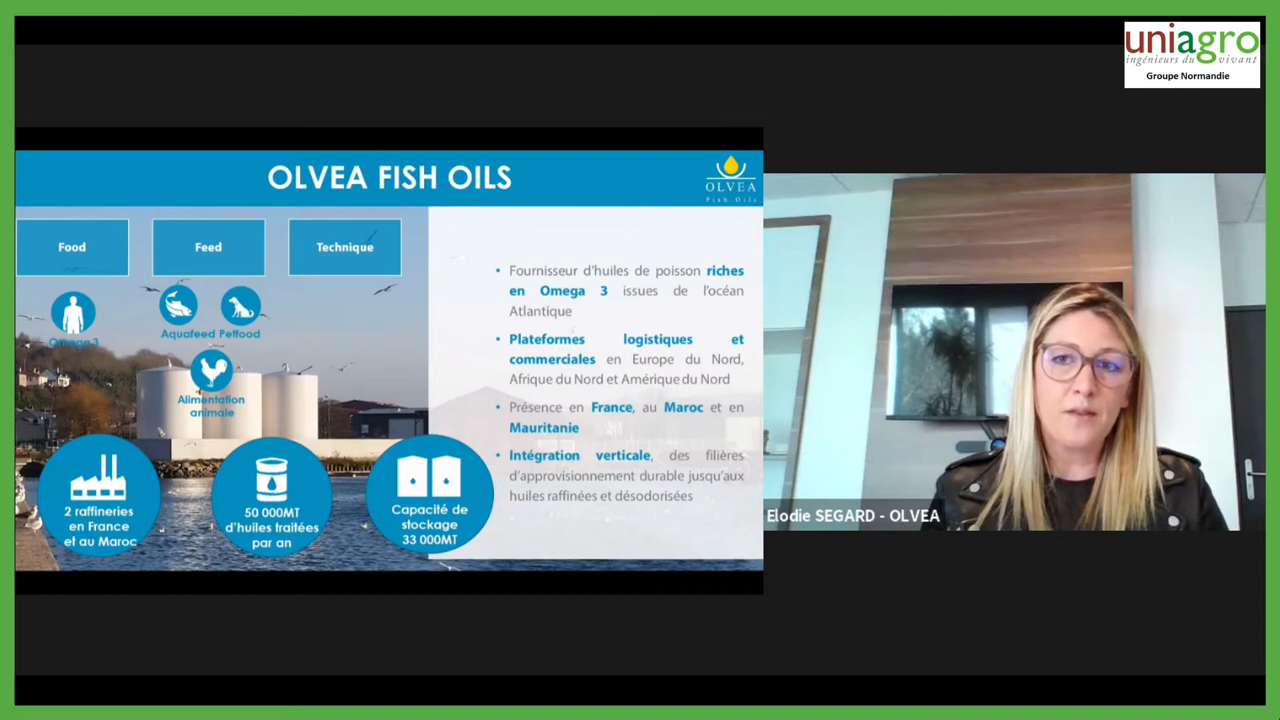 uniagro
ingénieurs du vivant
Groupe Normandie
OLVEA FISH OILS
OLVEA
Fish Oils
Food
Feed
Technique
Omega 3
Aquafeed Petfood
Alimentation
animale
2 raffineries
en France
et au Maroc
50 000MT
d'huiles traitées
par an
Capacité de
stockage
33 000MT
• Fournisseur d'huiles de poisson riches
en Omega 3 issues de l'océan
Atlantique
• Plateformes logistiques et
commerciales en Europe du Nord,
Afrique du Nord et Amérique du Nord
• Présence en France, au Maroc et en
Mauritanie
• Intégration verticale, des filières
d'approvisionnement durable jusqu'aux
huiles raffinées et désodorisées
Elodie SEGARD - OLVEA